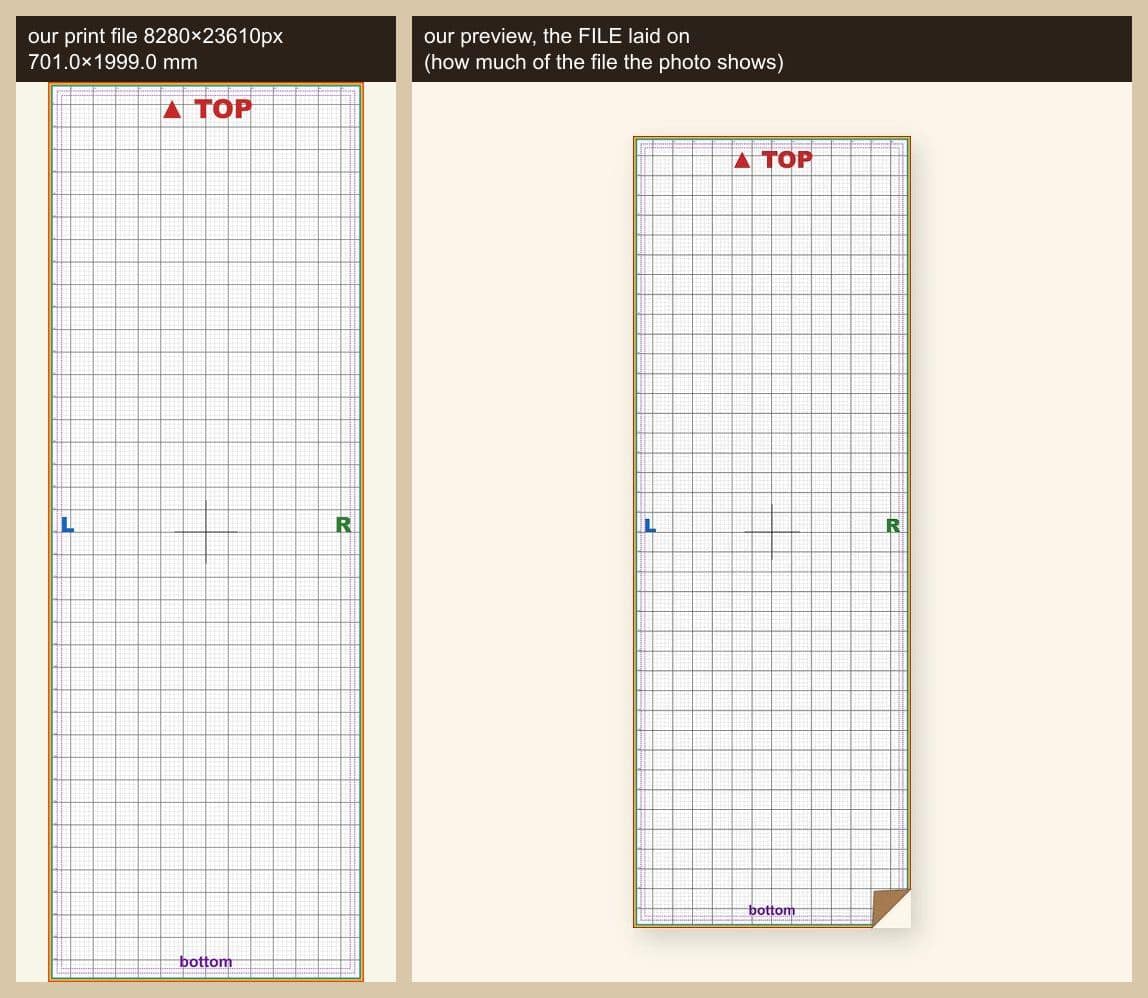 our print file 8280×23610px
701.0×1999.0 mm
▲ TOP
L
R
bottom
our preview, the FILE laid on
(how much of the file the photo shows)
▲ TOP
L
R
bottom